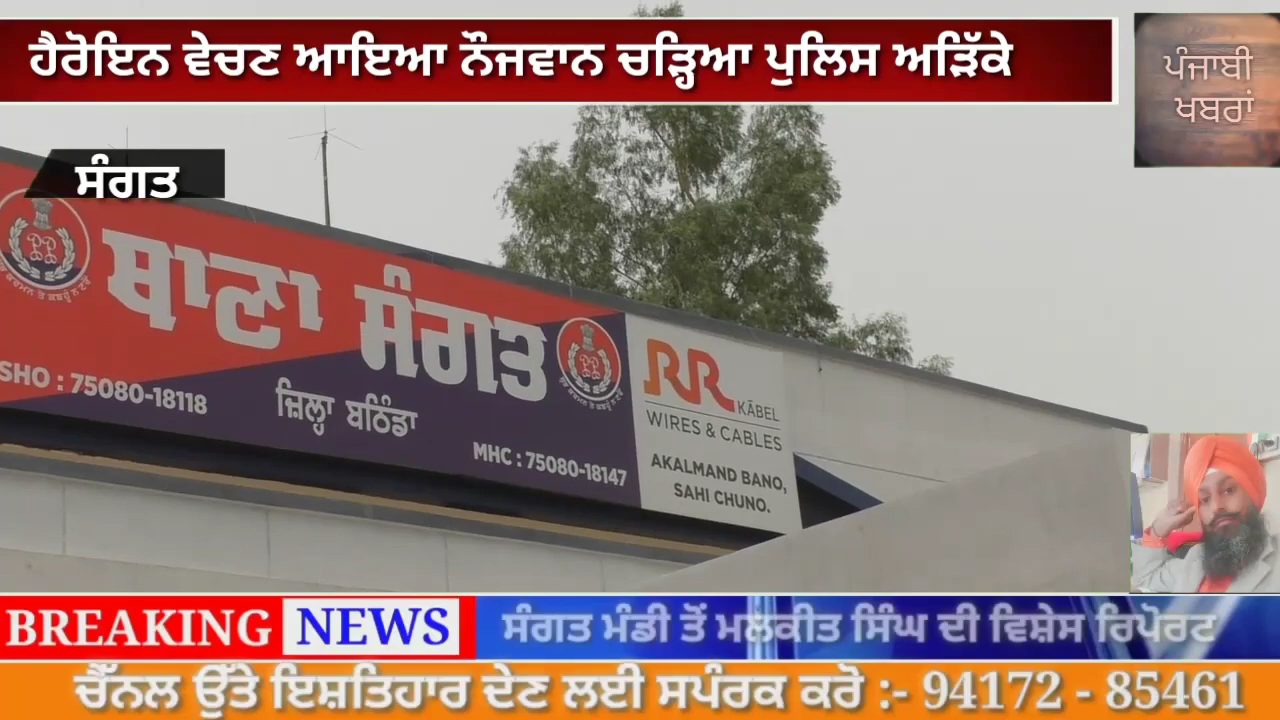 ਹੈਰੋਇਨ ਵੇਚਣ ਆਇਆ ਨੌਜਵਾਨ ਚੜ੍ਹਿਆ ਪੁਲਿਸ ਅੜਿੱਕੇ
ਪੰਜਾਬੀ
ਖਬਰਾਂ
ਸੰਗਤ
ਥਾਣਾ ਸੰਗਤ
SHO : 75080-18118
ਜ਼ਿਲ੍ਹਾ ਬਠਿੰਡਾ
MHC : 75080-18147
RR
KĀBEL
WIRES & CABLES
AKALMAND BANO,
SAHI CHUNO.
BREAKING NEWS
ਸੰਗਤ ਮੰਡੀ ਤੋਂ ਮਲਕੀਤ ਸਿੰਘ ਦੀ ਵਿਸ਼ੇਸ ਰਿਪੋਰਟ
ਚੈੱਨਲ ਉੱਤੇ ਇਸ਼ਤਿਹਾਰ ਦੇਣ ਲਈ ਸਪੰਰਕ ਕਰੋ :- 94172 - 85461